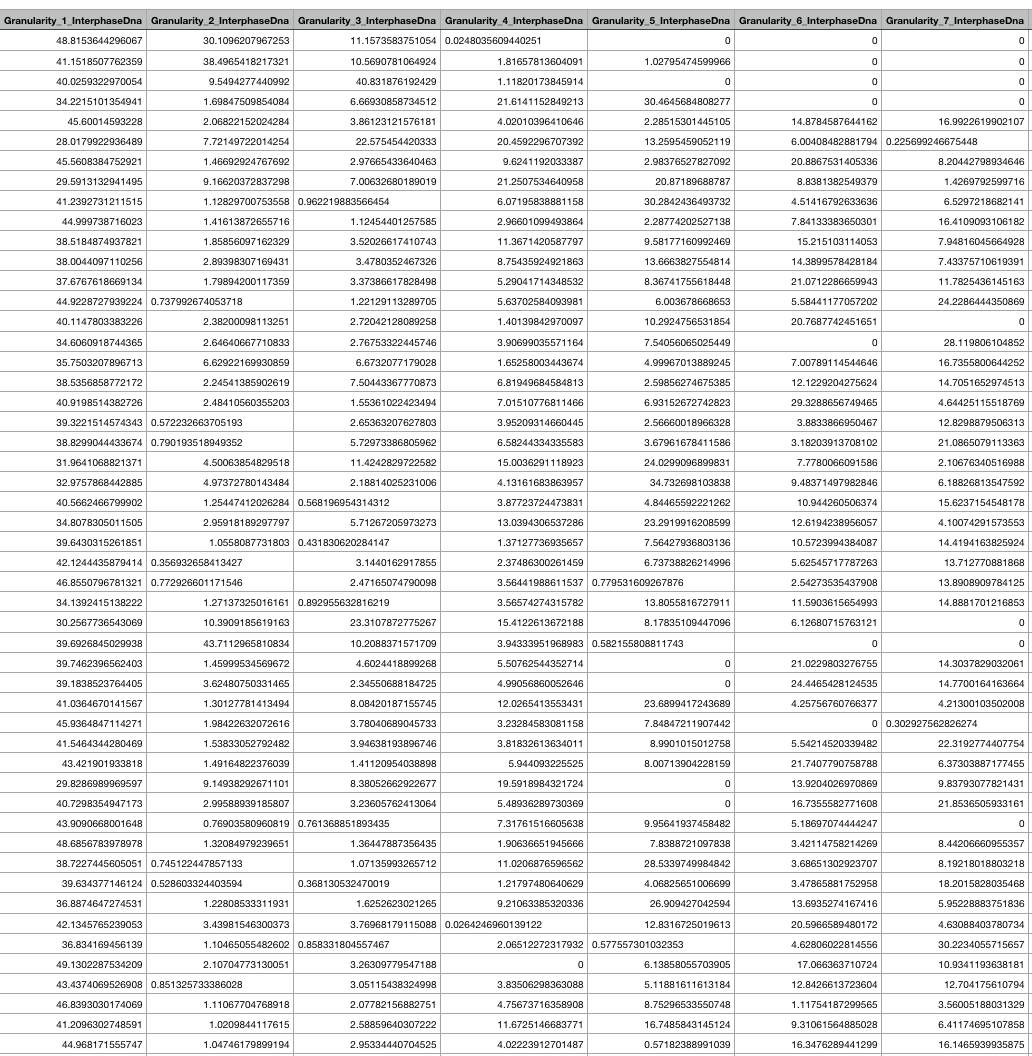 Granularity_1_InterphaseDna Granularity_2_InterphaseDna Granularity_3_InterphaseDna Granularity_4_InterphaseDna Granularity_5_InterphaseDna Granularity_6_InterphaseDna Granularity_7_InterphaseDna
48.8153644296067 30.1096207967253 11.1573583751054 0.0248035609440251 0 0 0
41.1518507762359 38.4965418217321 10.5690781064924 1.81657813604091 1.02795474599966 0 0
40.0259322970054 9.5494277440992 40.831876192429 1.11820173845914 0 0 0
34.2215101354941 1.69847509854084 6.66930858734512 21.6141152849213 30.4645684808277 0 0
45.60014593228 2.06822152024284 3.86123121576181 4.02010396410646 2.28515301445105 14.8784587644162 16.9922619902107
28.0179922936489 7.72149722014254 22.575454420333 20.4592296707392 13.2595459052119 6.00408482881794 0.225699246675448
45.5608384752921 1.46692924767692 2.97665433640463 9.6241192033387 2.98376527827092 20.8867531405336 8.20442798934646
29.5913132941495 9.16620372837298 7.00632680189019 21.2507534640958 20.87189688787 8.8381382549379 1.4269792599716
41.2392731211515 1.12829700753558 0.962219883566454 6.07195838881158 30.2842436493732 4.51416792633636 6.5297218682141
44.999738716023 1.41613872655716 1.12454401257585 2.96601099493864 2.28774202527138 7.84133383650301 16.4109093106182
38.5184874937821 1.85856097162329 3.52026617410743 11.3671420587797 9.58177160992469 15.215103114053 7.94816045664928
38.0044097110256 2.89398307169431 3.4780352467326 8.75435924921863 13.6663827554814 14.3899578428184 7.43375710619391
37.6767618669134 1.79894200117359 3.37386617828498 5.29041714348532 8.36741755618448 21.0712286659943 11.7825436145163
44.9228727939224 0.737992674053718 1.22129113289705 5.63702584093981 6.003678668653 5.58441177057202 24.2286444350869
40.1147803383226 2.38200098113251 2.72042128089258 1.40139842970097 10.2924756531854 20.7687742451651 0
34.6060918744365 2.64640667710833 2.76753322445746 3.90699035571164 7.54056065025449 0 28.119806104852
35.7503207896713 6.62922169930859 6.6732077179028 1.65258003443674 4.99967013889245 7.00789114544646 16.7355800644252
38.5356858772172 2.24541385902619 7.50443367770873 6.81949684584813 2.59856274675385 12.1229204275624 14.7051652974513
40.9198514382726 2.48410560355203 1.55361022423494 7.01510776811466 6.93152672742823 29.3288656749465 4.64425115518769
39.3221514574343 0.572232663705193 2.65363207627803 3.95209314660445 2.56660018966328 3.8833866950467 12.8298879506313
38.8299044433674 0.790193518949352 5.72973386805962 6.58244334335583 3.67961678411586 3.18203913708102 21.0865079113363
31.9641068821371 4.50063854829518 11.4242829722582 15.0036291118923 24.0299096899831 7.7780066091586 2.10676340516988
32.9757868442885 4.97372780143484 2.18814025231006 4.13161683863957 34.732698103838 9.48371497982846 6.18826813547592
40.5662466799902 1.25447412026284 0.568196954314312 3.87723724473831 4.84465592221262 10.944260506374 15.6237154548178
34.8078305011505 2.95918189297797 5.71267205973273 13.0394306537286 23.2919916208599 12.6194238956057 4.10074291573553
39.6430315261851 1.0558087731803 0.431830620284147 1.37127736935657 7.56427936803136 10.5723994384087 14.4194163825924
42.1244435879414 0.356932658413427 3.1440162917855 2.37486300261459 6.73738826214996 5.62545717787263 13.712770881868
46.8550796781321 0.772926601171546 2.47165074790098 3.56441988611537 0.779531609267876 2.54273535437908 13.8908909784125
34.1392415138222 1.27137325016161 0.892955632816219 3.56574274315782 13.8055816727911 11.5903615654993 14.8881701216853
30.2567736543069 10.3909185619163 23.3107872775267 15.4122613672188 8.17835109447096 6.12680715763121 0
39.6926845029938 43.7112965810834 10.2088371571709 3.94333951968983 0.582155808811743 0 0
39.7462396562403 1.45999534569672 4.6024418899268 5.50762544352714 0 21.0229803276755 14.3037829032061
39.1838523764405 3.62480750331465 2.34550688184725 4.99056860052646 0 24.4465428124535 14.7700164163664
41.0364670141567 1.30127781413494 8.08420187155745 12.0265413553431 23.6899417243689 4.25756760766377 4.21300103502008
45.9364847114271 1.98422632072616 3.78040689045733 3.23284583081158 7.84847211907442 0 0.302927562826274
41.5464344280469 1.53833052792482 3.94638193896746 3.81832613634011 8.9901015012758 5.54214520339482 22.3192774407754
43.421901933818 1.49164822376039 1.41120954038898 5.944093225525 8.00713904228159 21.7407790758788 6.37303887177455
29.8286989969597 9.14938292671101 8.38052662922677 19.5918984321724 0 13.9204026970869 9.83793077821431
40.7298354947173 2.99588939185807 3.23605762413064 5.48936289730369 0 16.7355582771608 21.8536505933161
43.9090668001648 0.76903580960819 0.761368851893435 7.31761516605638 9.95641937458482 5.18697074444247 0
48.6856783978978 1.32084979239651 1.36447887356435 1.90636651945666 7.8388721097838 3.42114758214269 8.44206660955357
38.7227445605051 0.745122447857133 1.07135993265712 11.0206876596562 28.5339749984842 3.68651302923707 8.19218018803218
39.634377146124 0.528603324403594 0.368130532470019 1.21797480640629 4.06825651006699 3.47865881752958 18.2015828035468
36.8874647274531 1.22808533311931 1.6252623021265 9.21063385320336 26.909427042594 13.6935274167416 5.95228883751836
42.1345765239053 3.43981546300373 3.76968179115088 0.0264246960139122 12.8316725019613 20.5966589480172 4.63088403780734
36.834169456139 1.10465055482602 0.858331804557467 2.06512272317932 0.577557301032353 4.62806022814556 30.2234055715657
49.1302287534209 2.10704773130051 3.26309779547188 0 6.13858055703905 17.066363710724 10.9341193638181
43.4374069526908 0.851325733386028 3.05115438324998 3.83506298363088 5.11881611613184 12.8426613723604 12.704175610794
46.8393030174069 1.11067704768918 2.07782156882751 4.75673716358908 8.75296533550748 1.11754187299565 3.56005188031329
41.2096302748591 1.0209844117615 2.58859640307222 11.6725146683771 16.7485843145124 9.31061564885028 6.41174695107858
44.968171555747 1.04746179899194 2.95334440704525 4.02223912701487 0.57182388991039 16.3476289441299 16.1465939935875